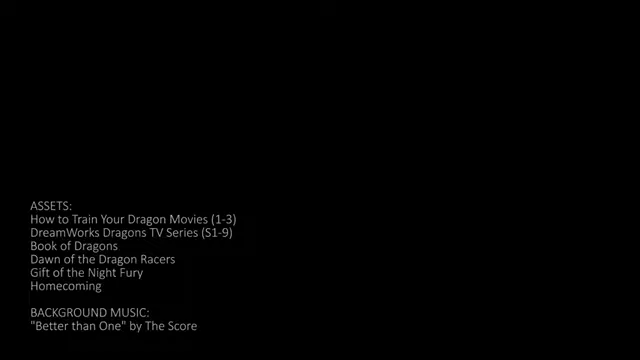 ASSETS:
How to Train Your Dragon Movies (1-3)
DreamWorks Dragons TV Series (S1-9)
Book of Dragons
Dawn of the Dragon Racers
Gift of the Night Fury
Homecoming
BACKGROUND MUSIC:
"Better than One" by The Score